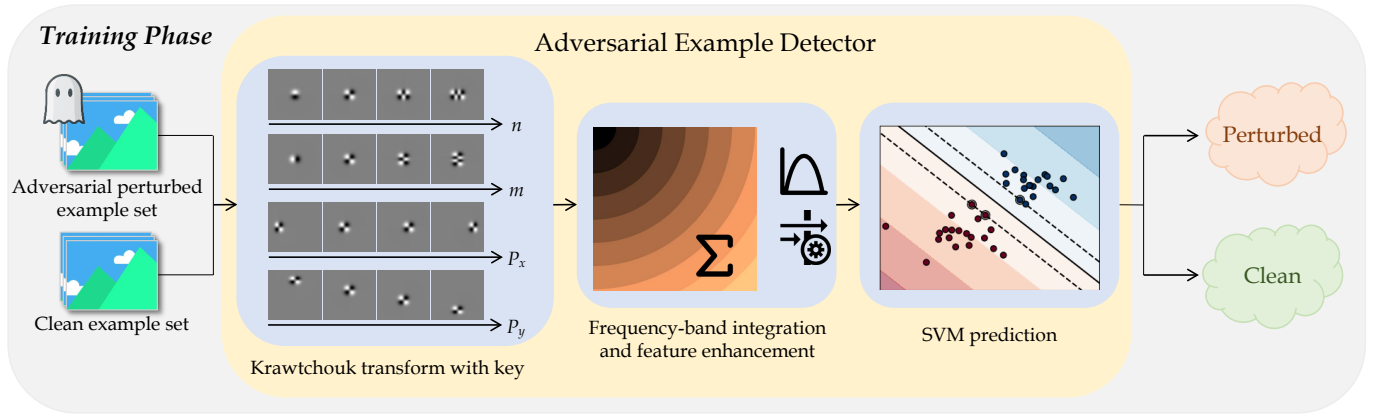 Training Phase
Adversarial Example Detector
Adversarial perturbed
example set
Clean example set
n
m
Pₓ
P_y
Krawtchouk transform with key
Σ
Frequency-band integration
and feature enhancement
SVM prediction
Perturbed
Clean